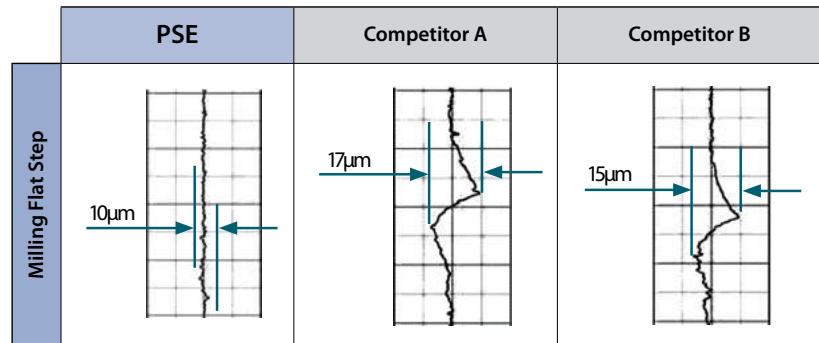 PSE
Competitor A
Competitor B
Milling Flat Step
10µm
17µm
15µm